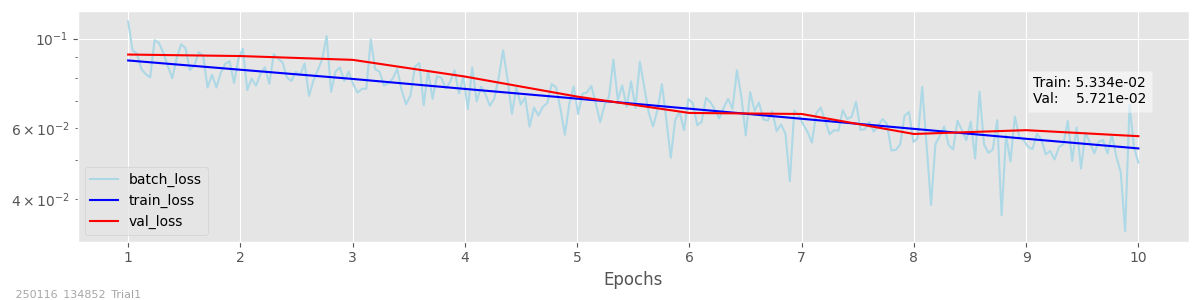 10⁻¹
6 × 10⁻²
4 × 10⁻²
batch_loss
train_loss
val_loss
Train: 5.334e-02
Val: 5.721e-02
1 2 3 4 5 6 7 8 9 10
Epochs
250116_134852_Trial1